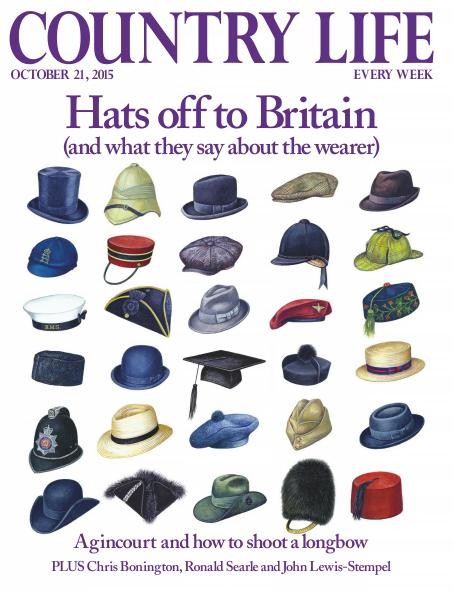 COUNTRY LIFE
OCTOBER 21, 2015 EVERY WEEK
Hats off to Britain
(and what they say about the wearer)
H.M.S.
Agincourt and how to shoot a longbow
PLUS Chris Bonington, Ronald Searle and John Lewis-Stempel